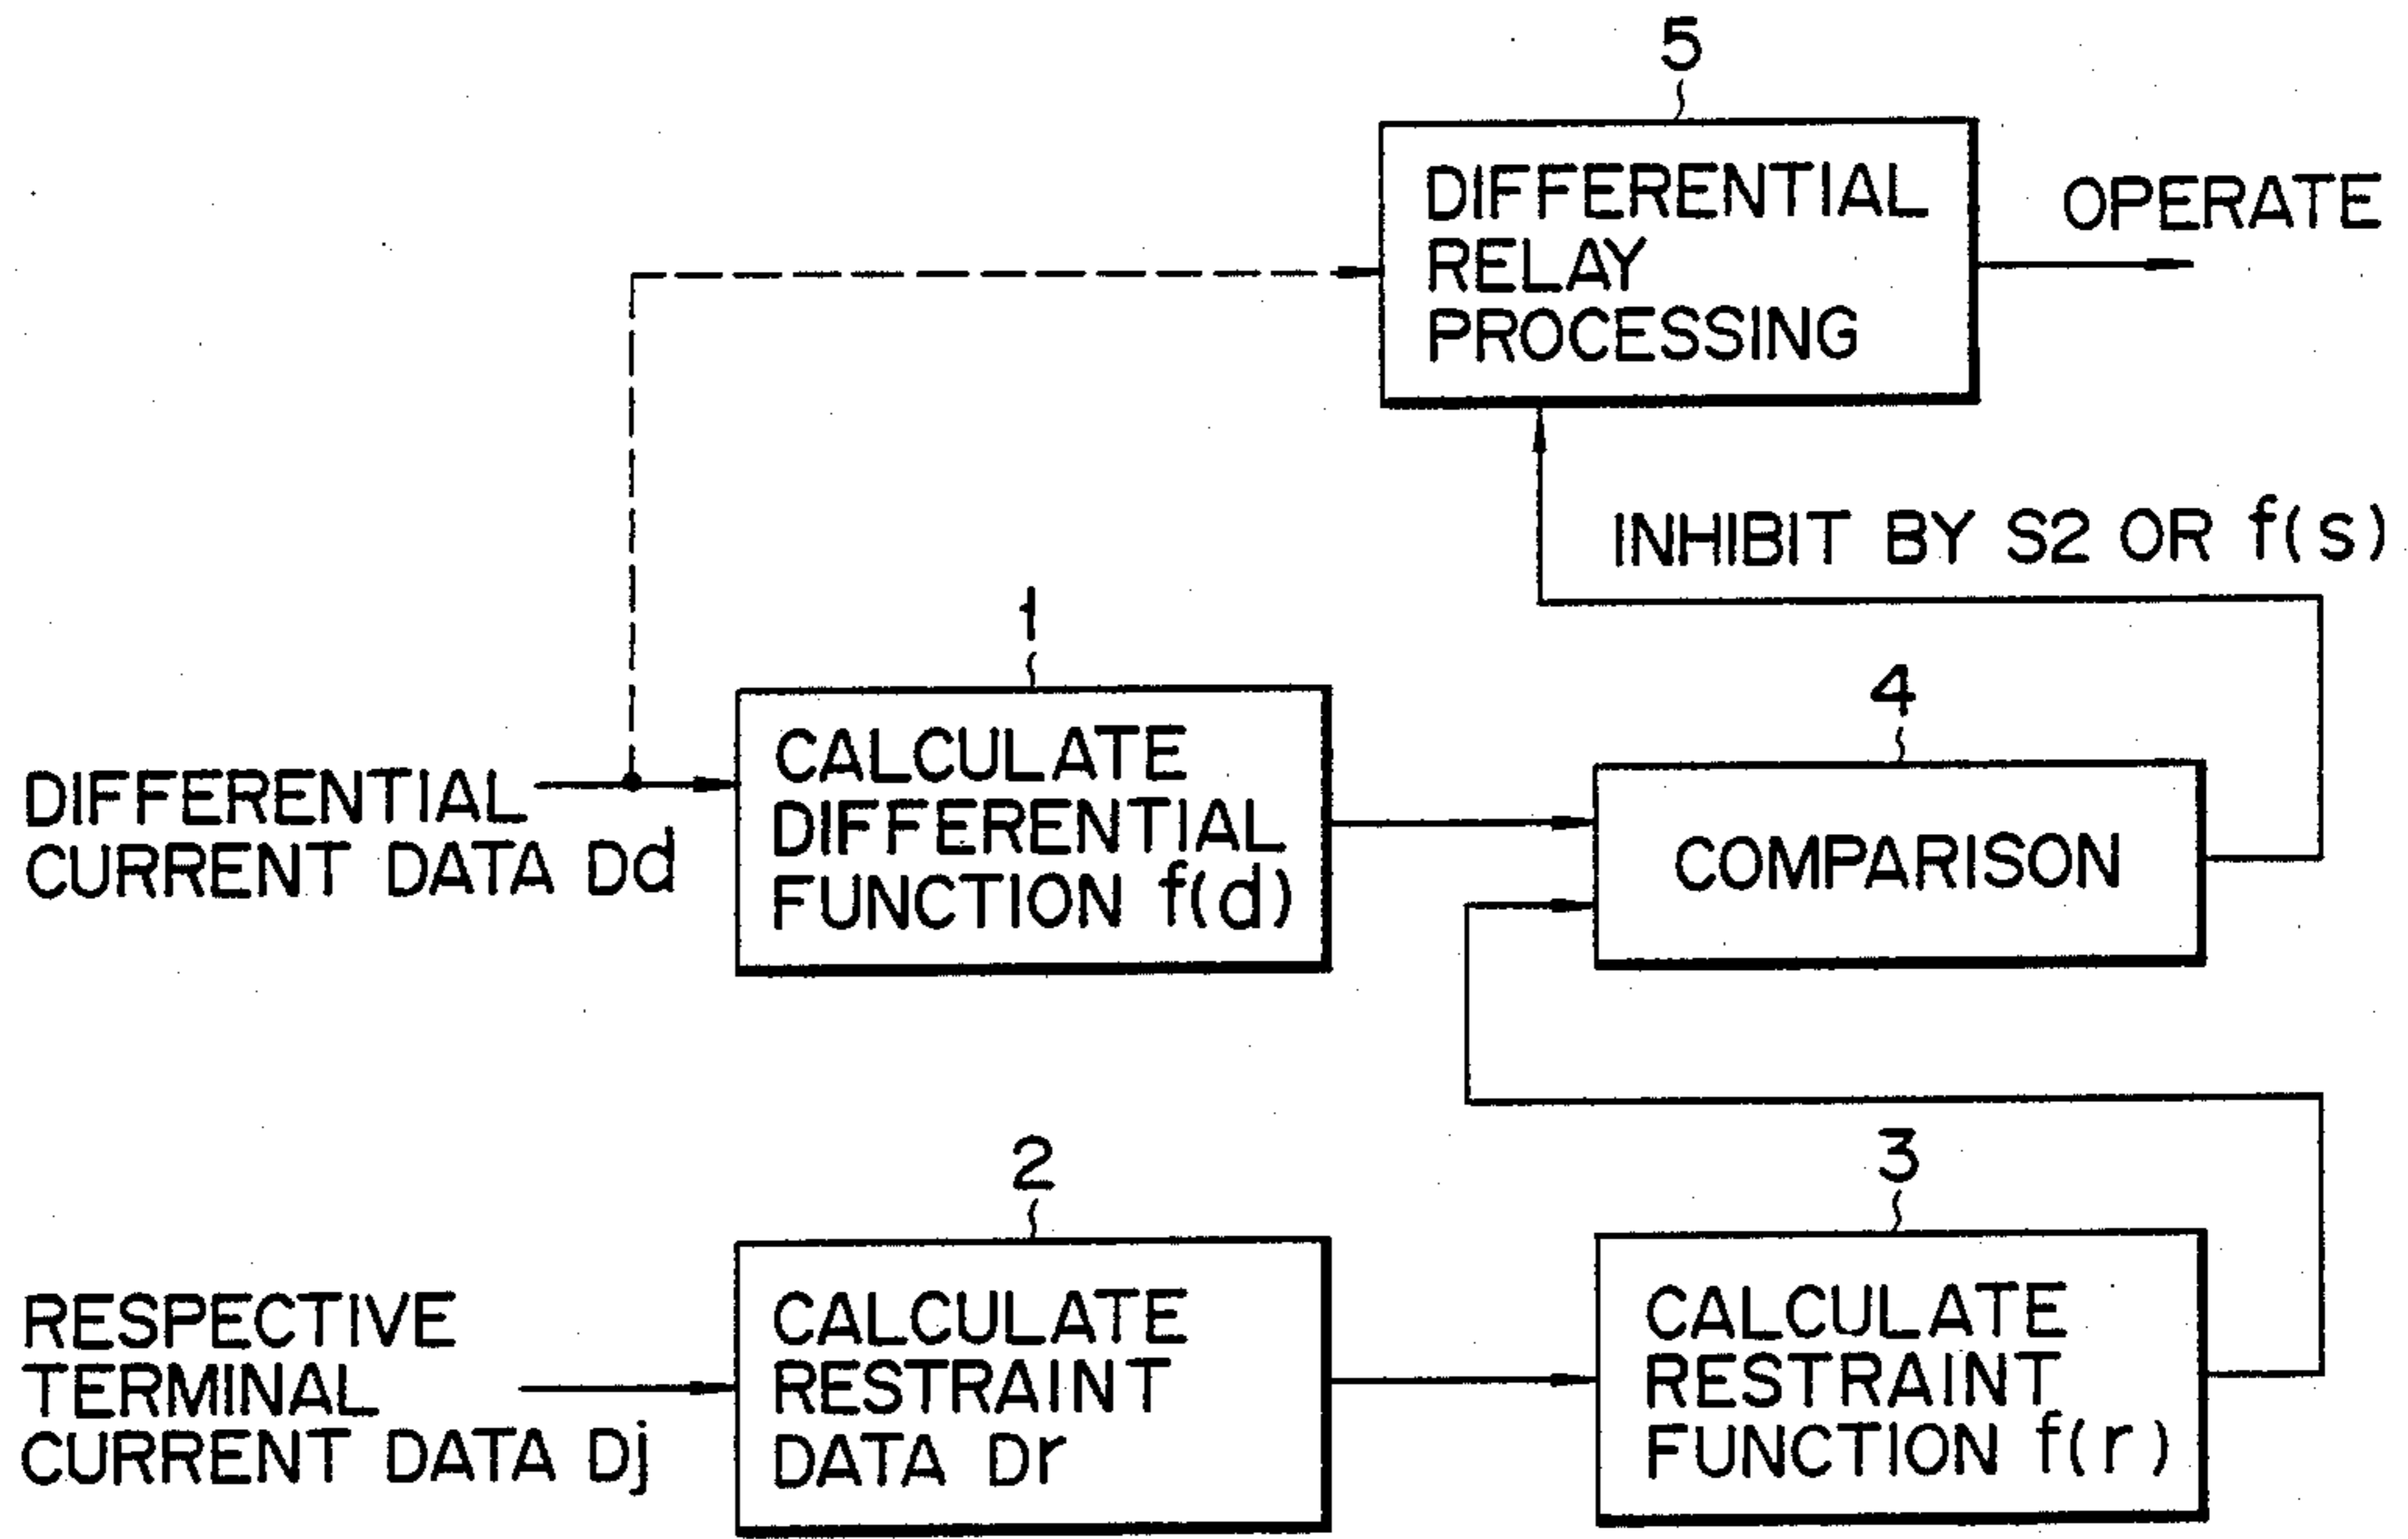 5
DIFFERENTIAL
RELAY
PROCESSING
OPERATE
INHIBIT BY S2 OR f(s)
1
DIFFERENTIAL
CURRENT DATA Dd
CALCULATE
DIFFERENTIAL
FUNCTION f(d)
4
COMPARISON
2
3
RESPECTIVE
TERMINAL
CURRENT DATA Dj
CALCULATE
RESTRAINT
DATA Dr
CALCULATE
RESTRAINT
FUNCTION f(r)